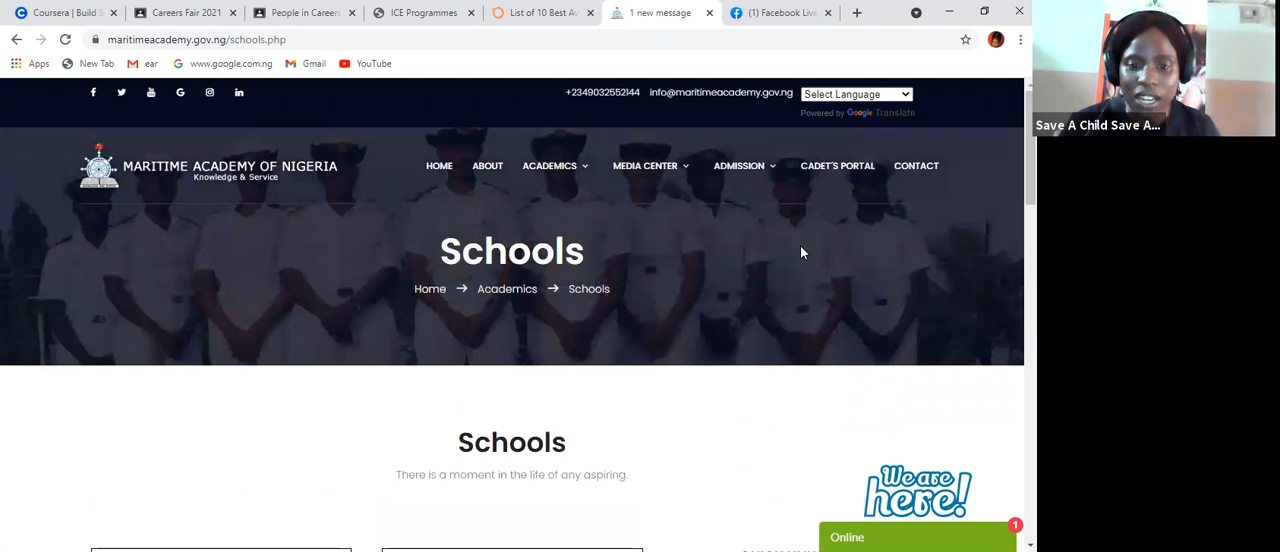 Coursera | Build S
Careers Fair 2021
People in Careers
ICE Programmes
List of 10 Best Av
1 new message
(1) Facebook Live
maritimeacademy.gov.ng/schools.php
Apps
New Tab
ear
www.google.com.ng
Gmail
YouTube
+2349032552144
info@maritimeacademy.gov.ng
Select Language
Powered by Google Translate
MARITIME ACADEMY OF NIGERIA
Knowledge & Service
HOME
ABOUT
ACADEMICS
MEDIA CENTER
ADMISSION
CADET'S PORTAL
CONTACT
Schools
Home → Academics → Schools
Schools
There is a moment in the life of any aspiring.
We are
here!
Online
1
Save A Child Save A...